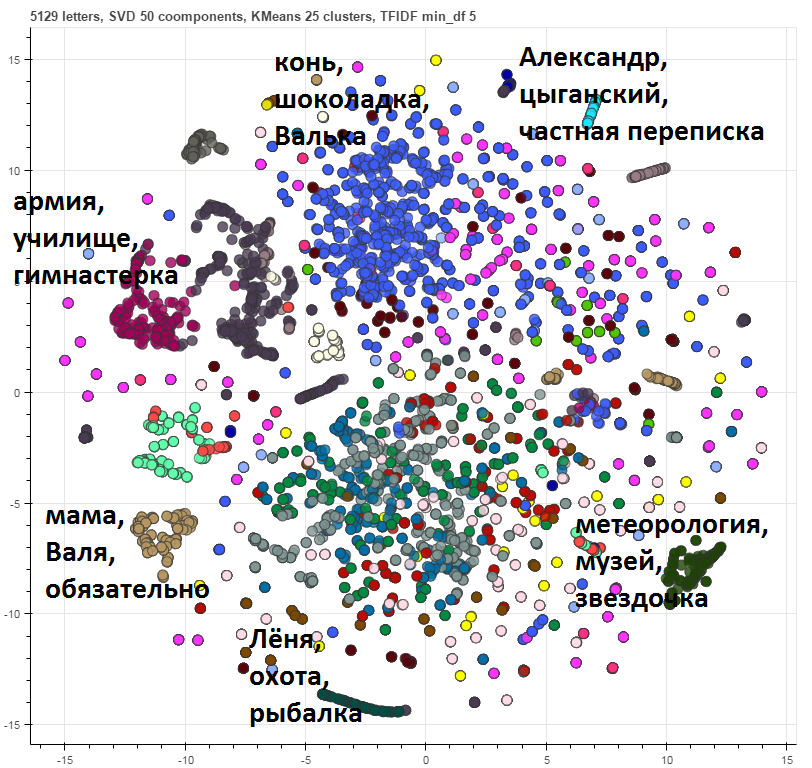 5129 letters, SVD 50 coomponents, KMeans 25 clusters, TFIDF min_df 5
конь,
шоколадка,
Валька
Александр,
цыганский,
частная переписка
армия,
училище,
гимнастерка
мама,
Валя,
обязательно
метеорология,
музей,
звездочка
Лёня,
охота,
рыбалка
15
10
5
0
-5
-10
-15
-15
-10
-5
0
5
10
15